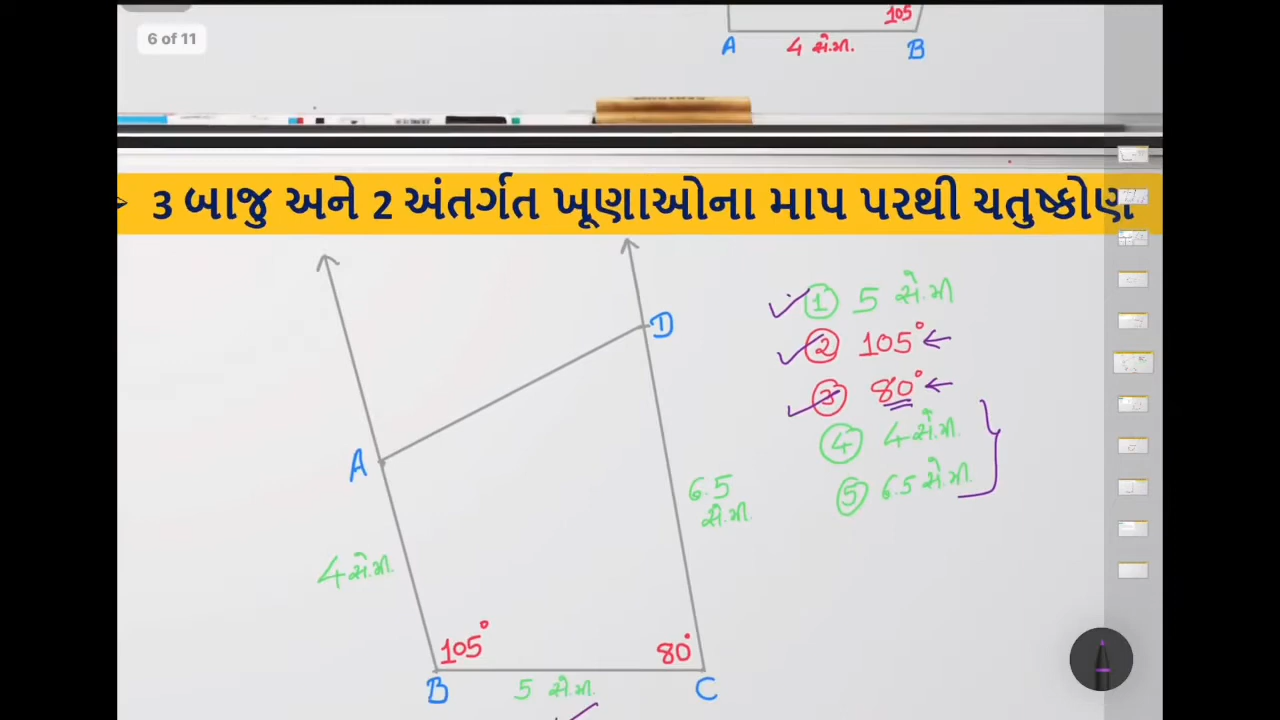 6 of 11
105
A 4 સે.મી. B
3 બાજુ અને 2 અંતર્ગત ખૂણાઓના માપ પરથી ચતુષ્કોણ
1 5 સે.મી
2 105°
3 80°
4 4 સે.મી.
5 6.5 સે.મી.
D
A
6.5
સે.મી.
4 સે.મી.
105° 80°
B 5 સે.મી. C